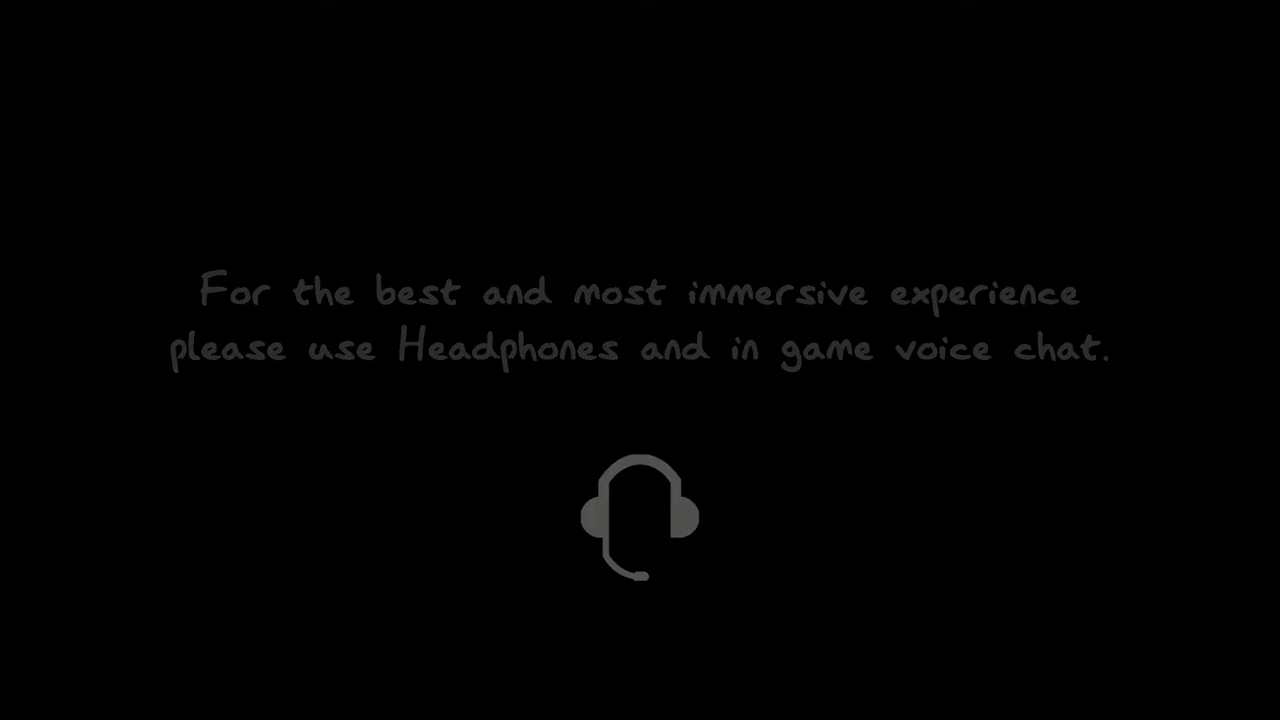 For the best and most immersive experience
please use Headphones and in game voice chat.